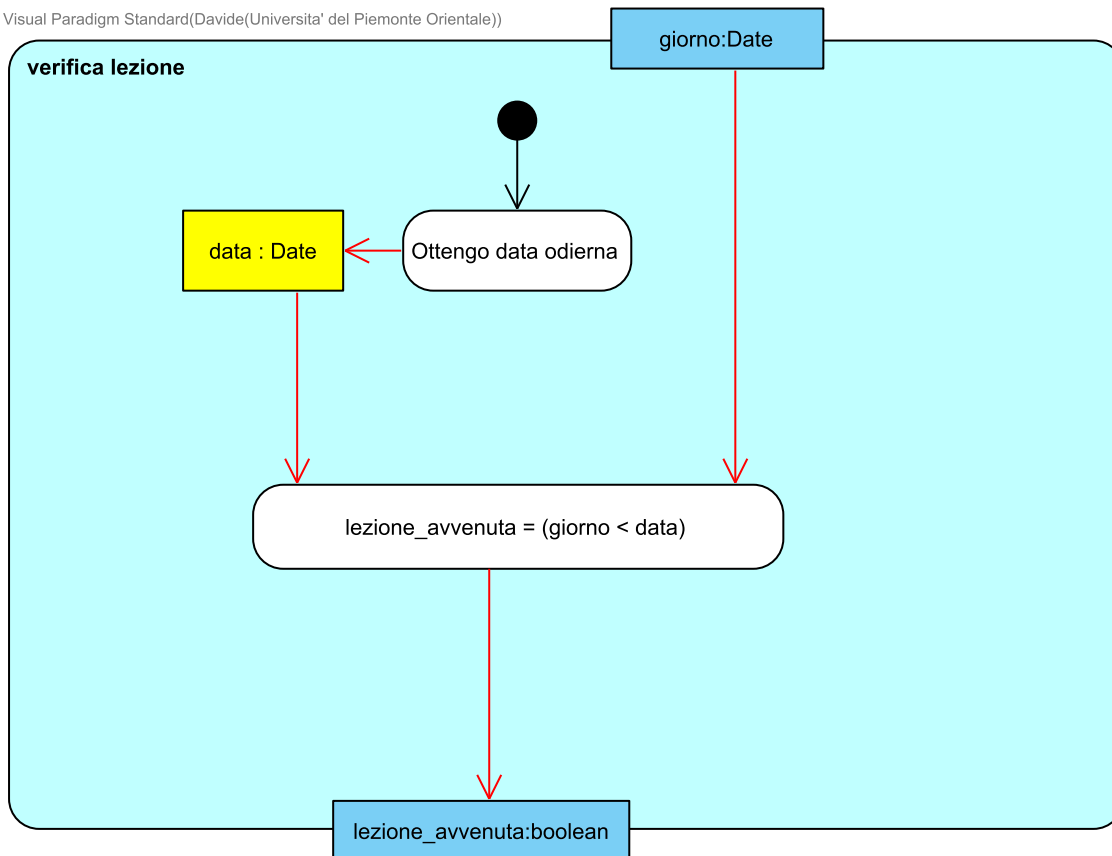 Visual Paradigm Standard(Davide(Universita' del Piemonte Orientale))
giorno:Date
verifica lezione
data : Date
Ottengo data odierna
lezione_avvenuta = (giorno < data)
lezione_avvenuta:boolean